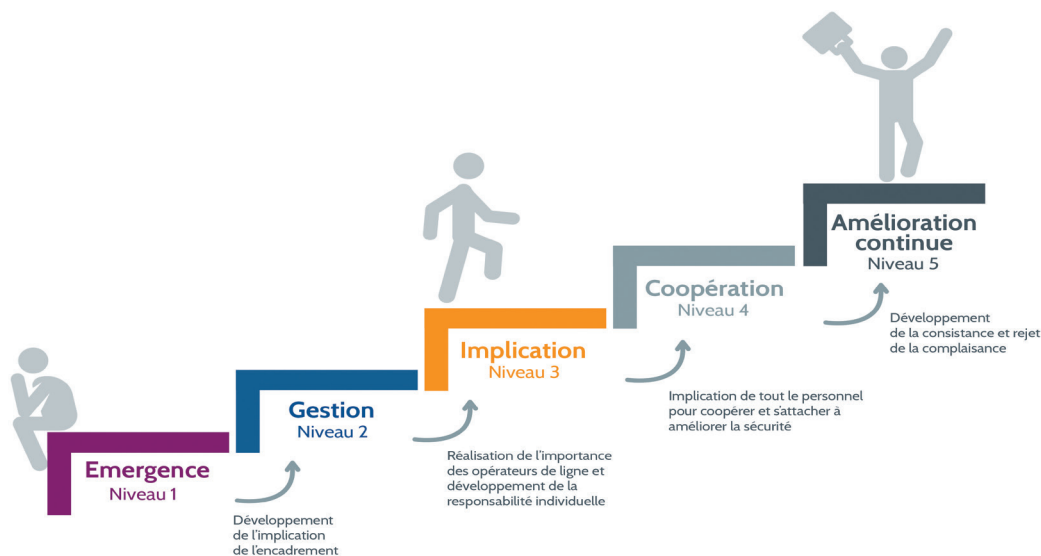 Emergence
Niveau 1
Développement
de l'implication
de l'encadrement
Gestion
Niveau 2
Réalisation de l'importance
des opérateurs de ligne et
développement de la
responsabilité individuelle
Implication
Niveau 3
Implication de tout le personnel
pour coopérer et s'attacher à
améliorer la sécurité
Coopération
Niveau 4
Développement
de la consistance et rejet
de la complaisance
Amélioration
continue
Niveau 5